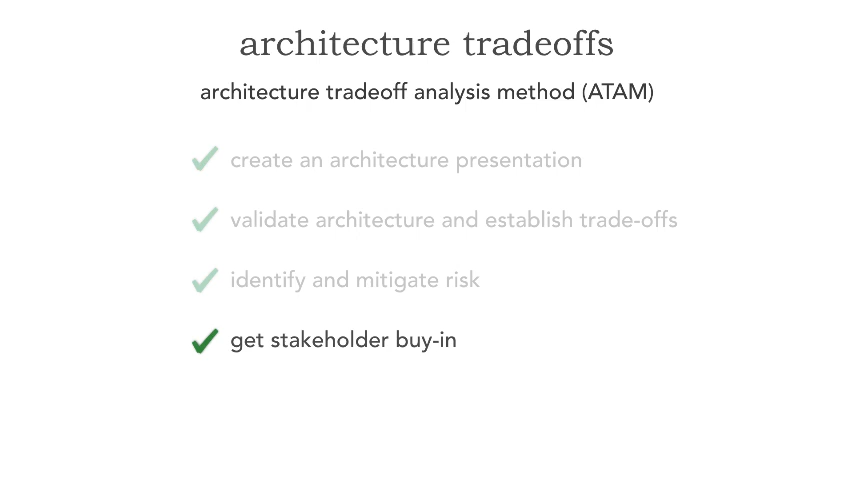 architecture tradeoffs
architecture tradeoff analysis method (ATAM)
create an architecture presentation
validate architecture and establish trade-offs
identify and mitigate risk
get stakeholder buy-in